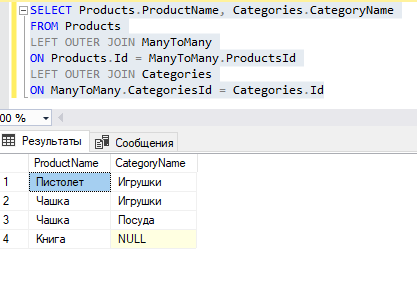 SELECT Products.ProductName, Categories.CategoryName
FROM Products
LEFT OUTER JOIN ManyToMany
ON Products.Id = ManyToMany.ProductsId
LEFT OUTER JOIN Categories
ON ManyToMany.CategoriesId = Categories.Id
00 %
Результаты Сообщения
ProductName CategoryName
1 Пистолет Игрушки
2 Чашка Игрушки
3 Чашка Посуда
4 Книга NULL